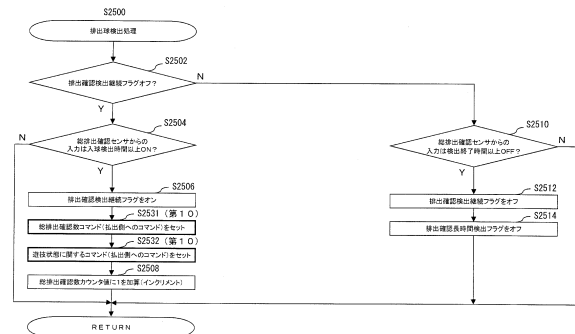 S2500
排出球検出処理
S2502
排出確認検出継続フラグオフ?
N
Y
S2504
N
総排出確認センサからの
入力は入球検出時間以上ON?
Y
S2506
排出確認検出継続フラグをオン
S2531 (第10)
総排出確認数コマンド(払出側へのコマンド)をセット
S2532 (第10)
遊技状態に関するコマンド(払出側へのコマンド)をセット
S2508
総排出確認数カウンタ値に1を加算(インクリメント)
S2510
総排出確認センサからの
入力は検出終了時間以上OFF?
N
Y
S2512
排出確認検出継続フラグをオフ
S2514
排出確認長時間検出フラグをオフ
RETURN